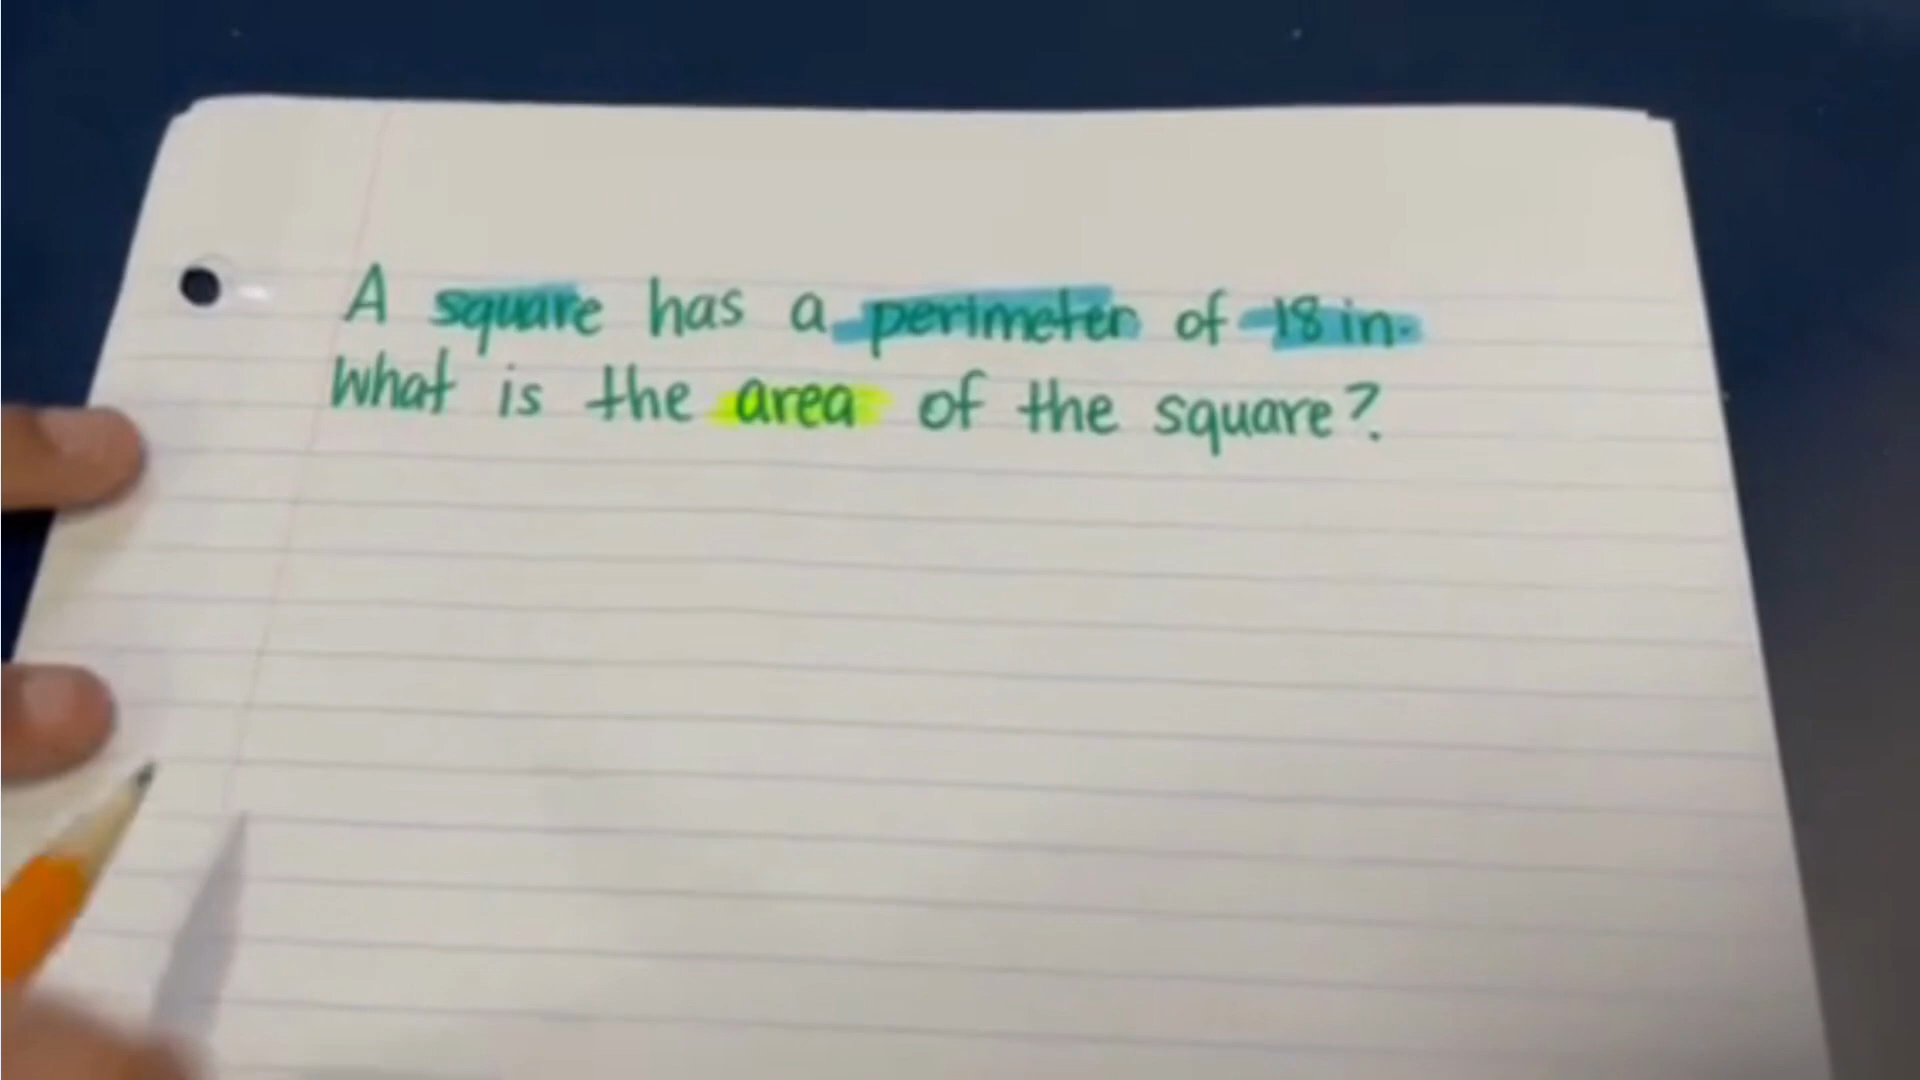 A square has a perimeter of 18 in.
What is the area of the square?